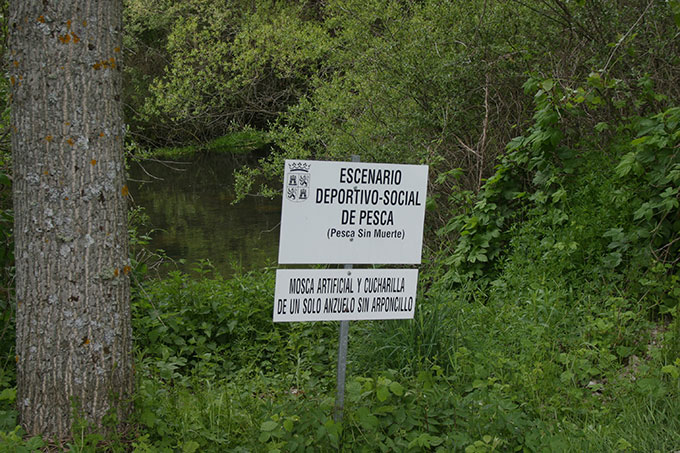 ESCENARIO
DEPORTIVO-SOCIAL
DE PESCA
(Pesca Sin Muerte)
MOSCA ARTIFICIAL Y CUCHARILLA
DE UN SOLO ANZUELO SIN ARPONCILLO